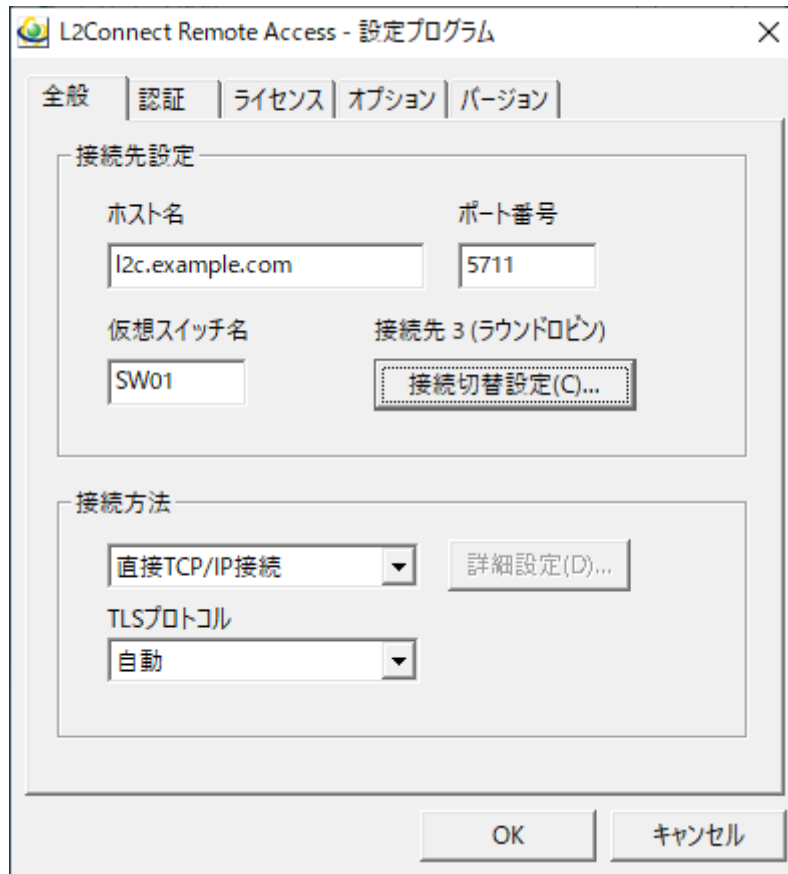 L2Connect Remote Access - 設定プログラム
全般 認証 ライセンス オプション バージョン
接続先設定
ホスト名 ポート番号
l2c.example.com 5711
仮想スイッチ名 接続先 3 (ラウンドロビン)
SW01 接続切替設定(C)...
接続方法
直接TCP/IP接続 詳細設定(D)...
TLSプロトコル
自動
OK キャンセル